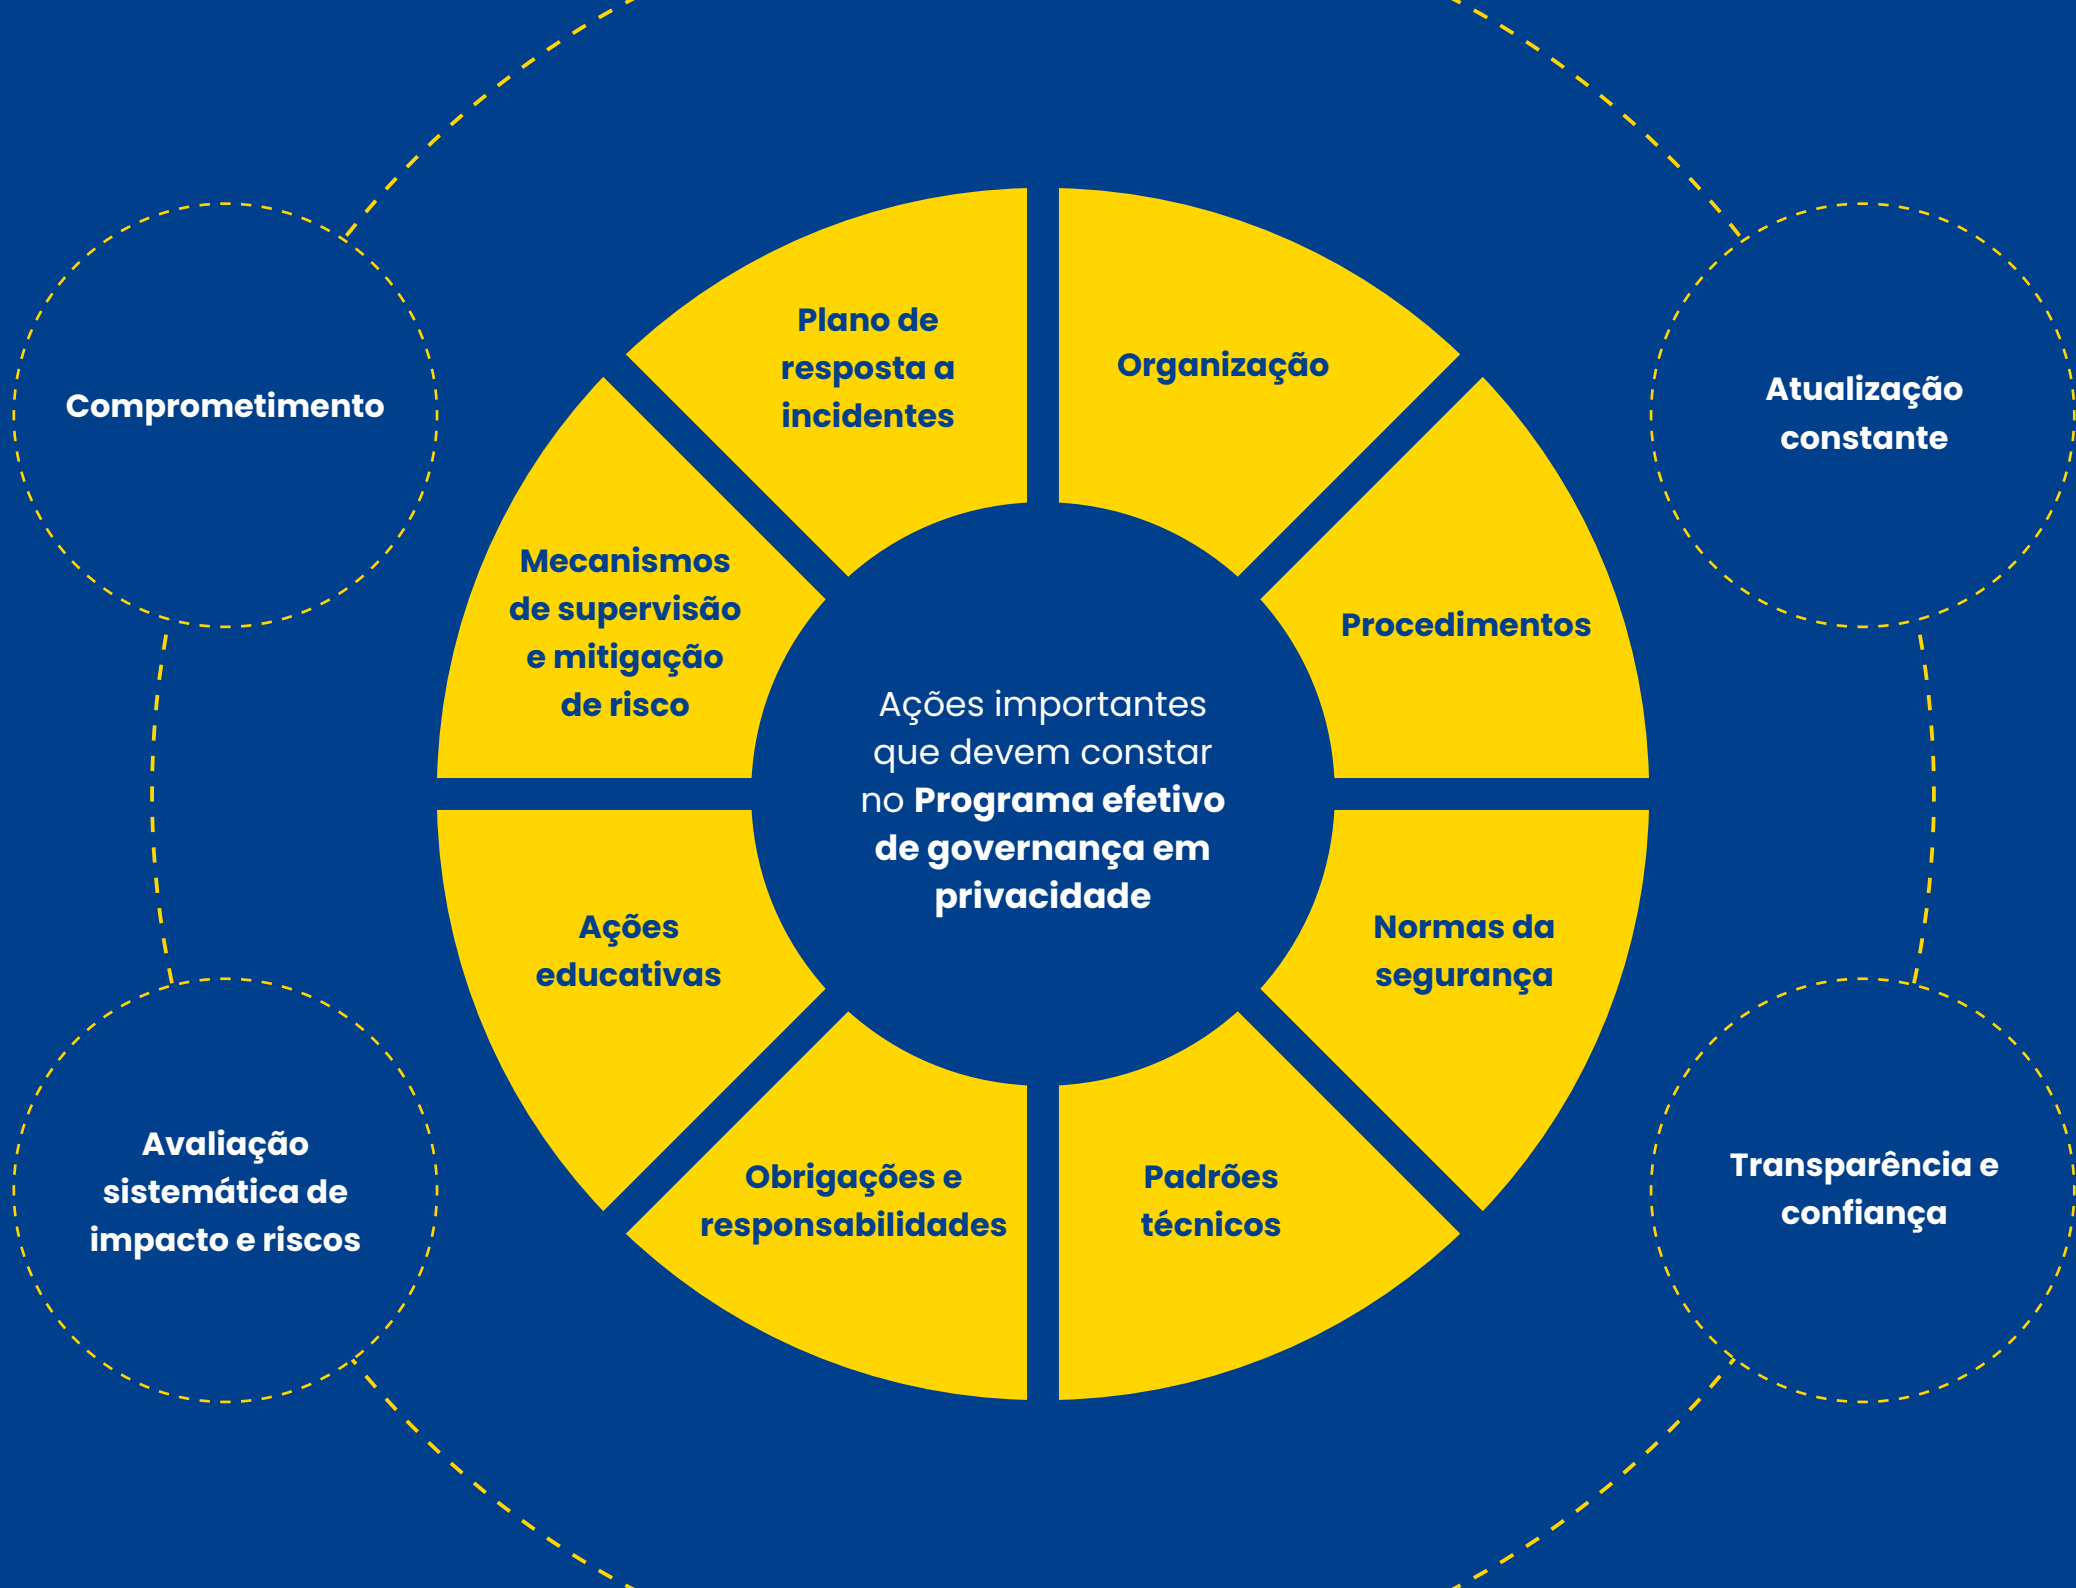 Comprometimento
Atualização
constante
Plano de
resposta a
incidentes
Organização
Mecanismos
de supervisão
e mitigação
de risco
Procedimentos
Ações importantes
que devem constar
no Programa efetivo
de governança em
privacidade
Ações
educativas
Normas da
segurança
Obrigações e
responsabilidades
Padrões
técnicos
Avaliação
sistemática de
impacto e riscos
Transparência e
confiança